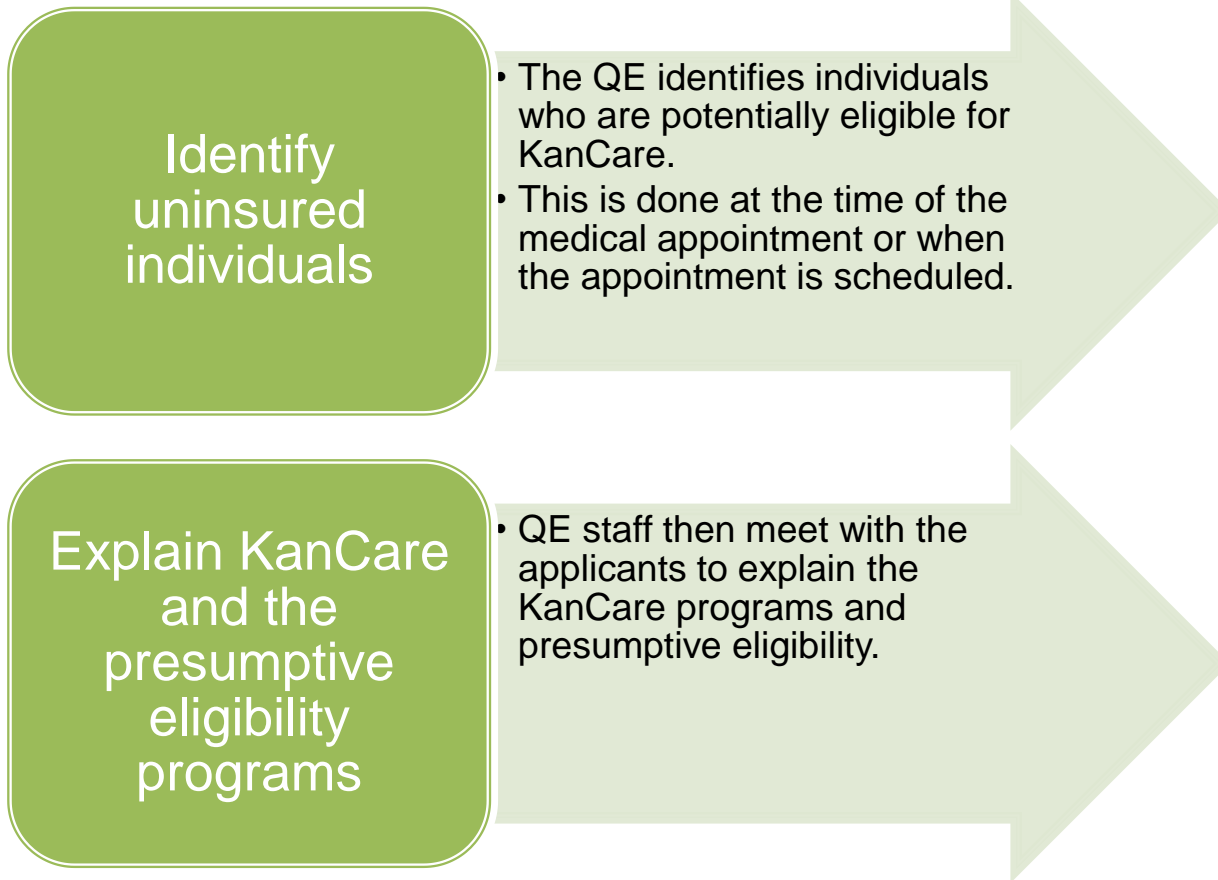 Identify
uninsured
individuals
• The QE identifies individuals
who are potentially eligible for
KanCare.
• This is done at the time of the
medical appointment or when
the appointment is scheduled.
Explain KanCare
and the
presumptive
eligibility
programs
• QE staff then meet with the
applicants to explain the
KanCare programs and
presumptive eligibility.